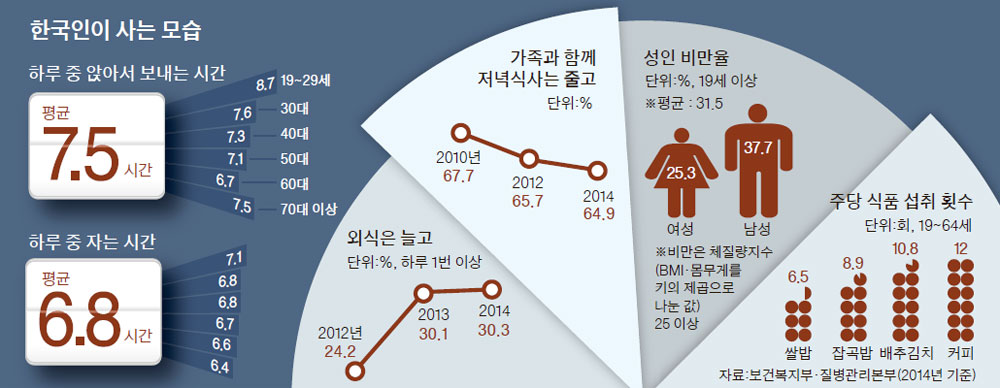 한국인이 사는 모습
하루 중 앉아서 보내는 시간
평균
7.5 시간
8.7 19~29세
7.6 30대
7.3 40대
7.1 50대
6.7 60대
7.5 70대 이상
하루 중 자는 시간
평균
6.8 시간
7.1
6.8
6.8
6.7
6.6
6.4
외식은 늘고
단위:%, 하루 1번 이상
2012년
24.2
2013
30.1
2014
30.3
가족과 함께
저녁식사는 줄고
단위:%
2010년
67.7
2012
65.7
2014
64.9
성인 비만율
단위:%, 19세 이상
※평균 : 31.5
25.3
여성
37.7
남성
※비만은 체질량지수
(BMI·몸무게를
키의 제곱으로
나눈 값)
25 이상
주당 식품 섭취 횟수
단위:회, 19~64세
6.5
쌀밥
8.9
잡곡밥
10.8
배추김치
12
커피
자료:보건복지부·질병관리본부(2014년 기준)